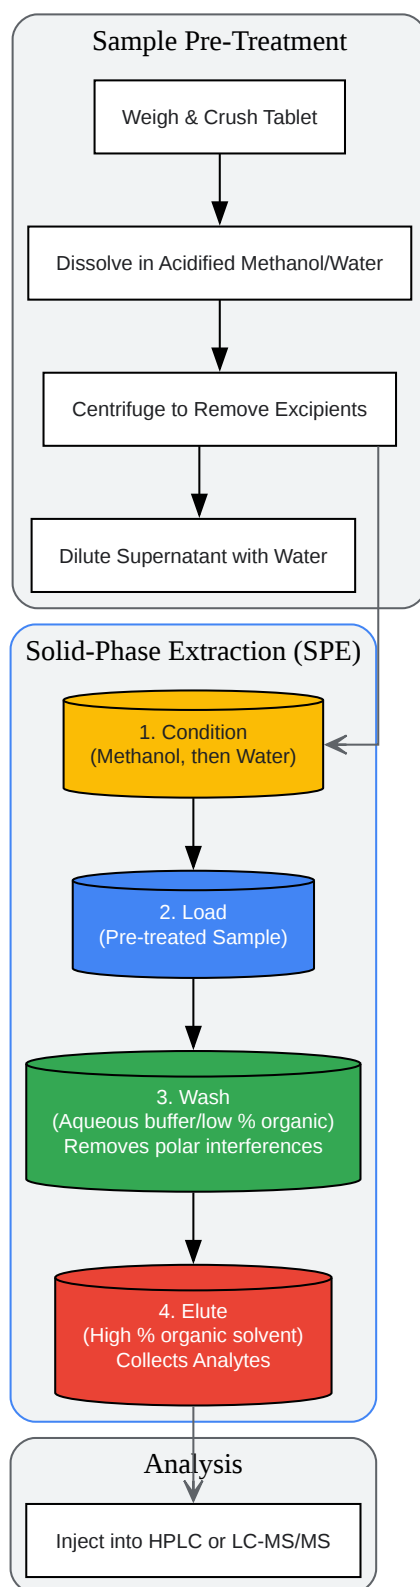 Sample Pre-Treatment
Weigh & Crush Tablet
Dissolve in Acidified Methanol/Water
Centrifuge to Remove Excipients
Dilute Supernatant with Water
Solid-Phase Extraction (SPE)
1. Condition
(Methanol, then Water)
2. Load
(Pre-treated Sample)
3. Wash
(Aqueous buffer/low % organic)
Removes polar interferences
4. Elute
(High % organic solvent)
Collects Analytes
Analysis
Inject into HPLC or LC-MS/MS